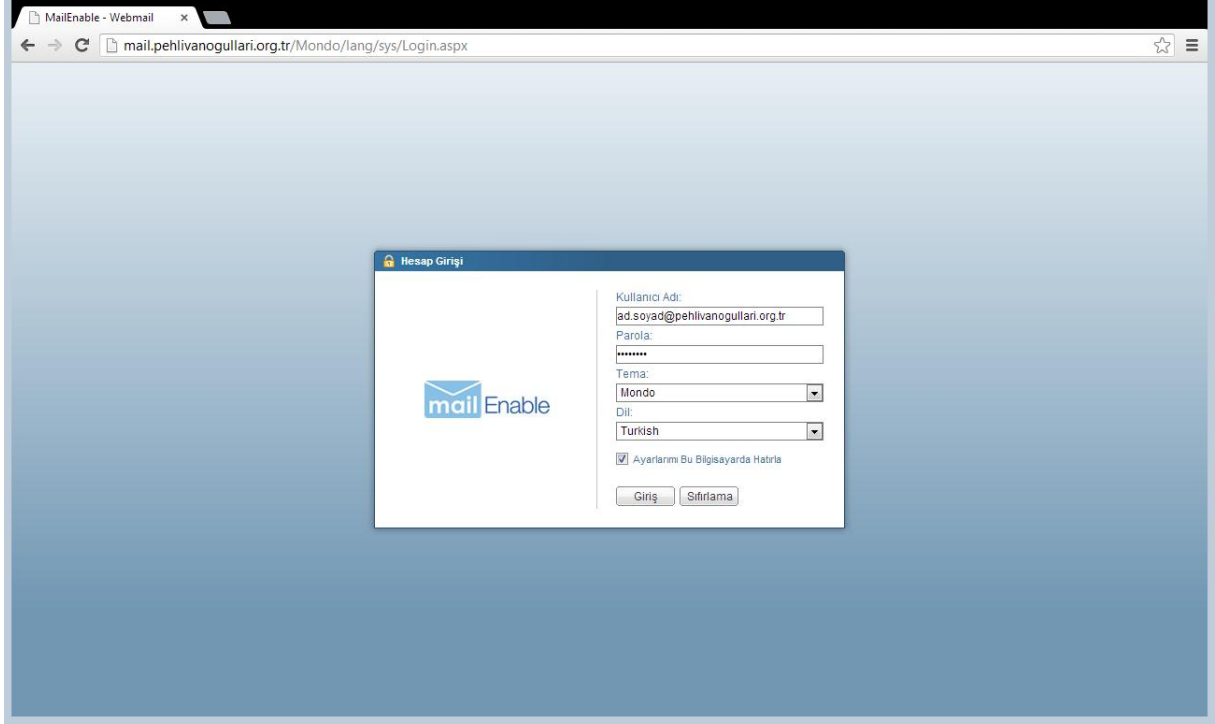 MailEnable - Webmail
mail.pehlivanogullari.org.tr/Mondo/lang/sys/Login.aspx
Hesap Girişi
mail Enable
Kullanıcı Adı:
ad.soyad@pehlivanogullari.org.tr
Parola:
••••••••
Tema:
Mondo
Dil:
Turkish
Ayarlarımı Bu Bilgisayarda Hatırla
Giriş Sıfırlama